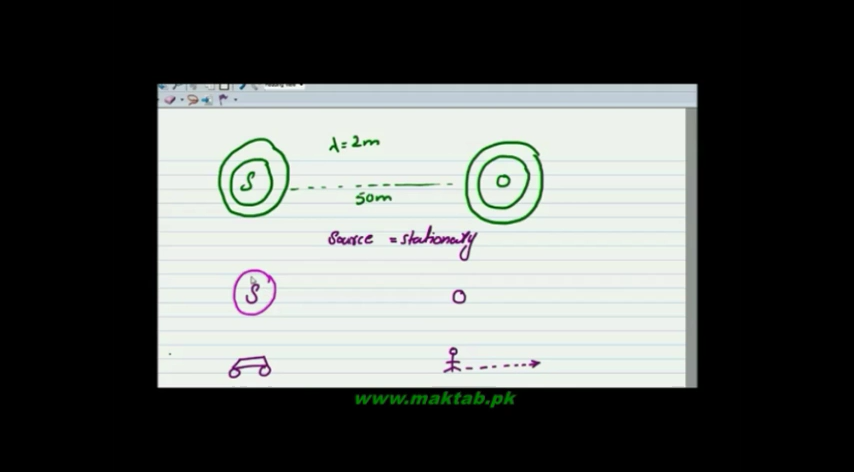 λ = 2m
S
O
50m
Source = stationary
S
O
www.maktab.pk